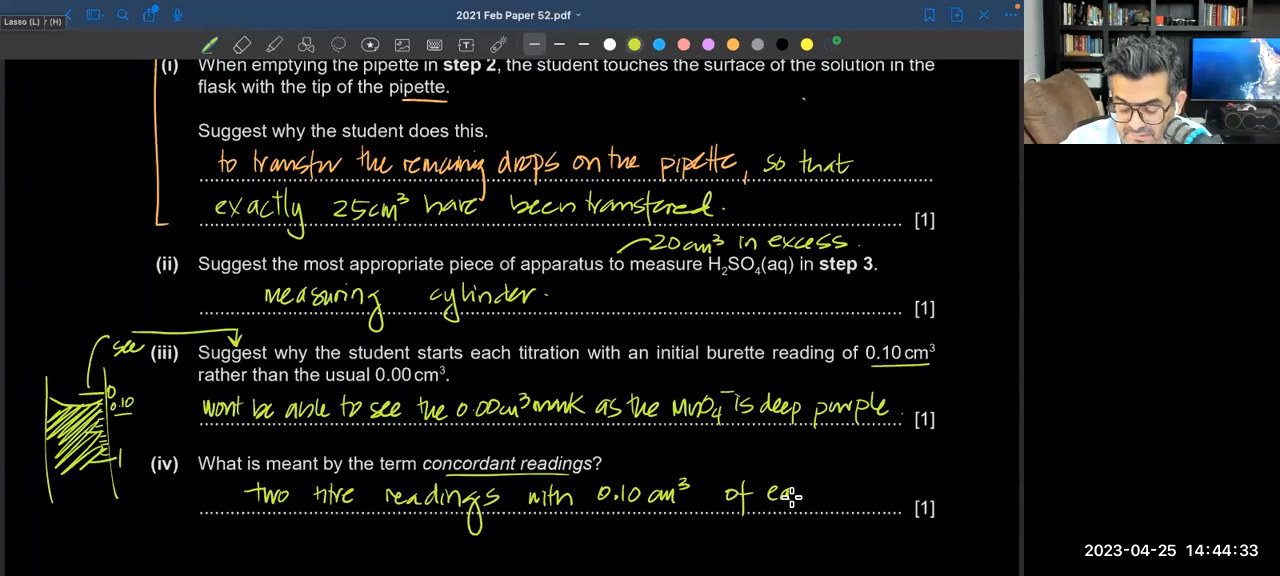 Lasso (L)
r (H)
2021 Feb Paper 52.pdf
(i) When emptying the pipette in step 2, the student touches the surface of the solution in the
flask with the tip of the pipette.
Suggest why the student does this.
to transfer the remaining drops on the pipette, so that
exactly 25cm³ have been transfered.
[1]
20cm³ in excess.
(ii) Suggest the most appropriate piece of apparatus to measure H₂SO₄(aq) in step 3.
measuring cylinder.
[1]
see
(iii) Suggest why the student starts each titration with an initial burette reading of 0.10 cm³
rather than the usual 0.00 cm³.
0
0.10
1
wont be able to see the 0.00cm³ mark as the MnO₄⁻ is deep purple.
[1]
(iv) What is meant by the term concordant readings?
two titre readings with 0.10 cm³ of ea
[1]
2023-04-25 14:44:33